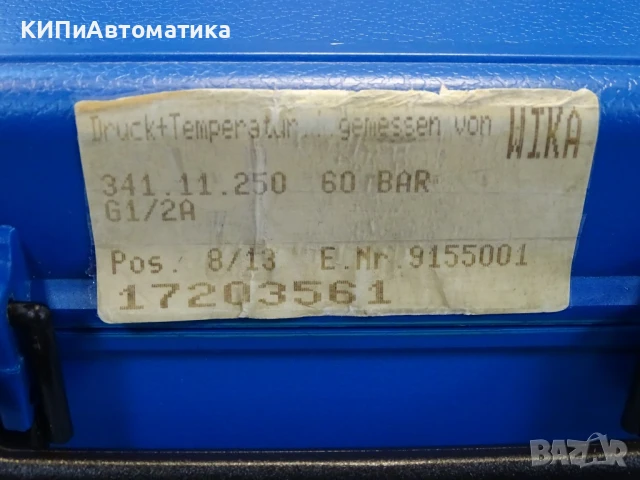 КИПиАвтоматика
Druck+Temperatur... gemessen von WIKA
341.11.250 60 BAR
G1/2A
Pos. 8/13 E.Nr.9155001
17203561
BAZAR